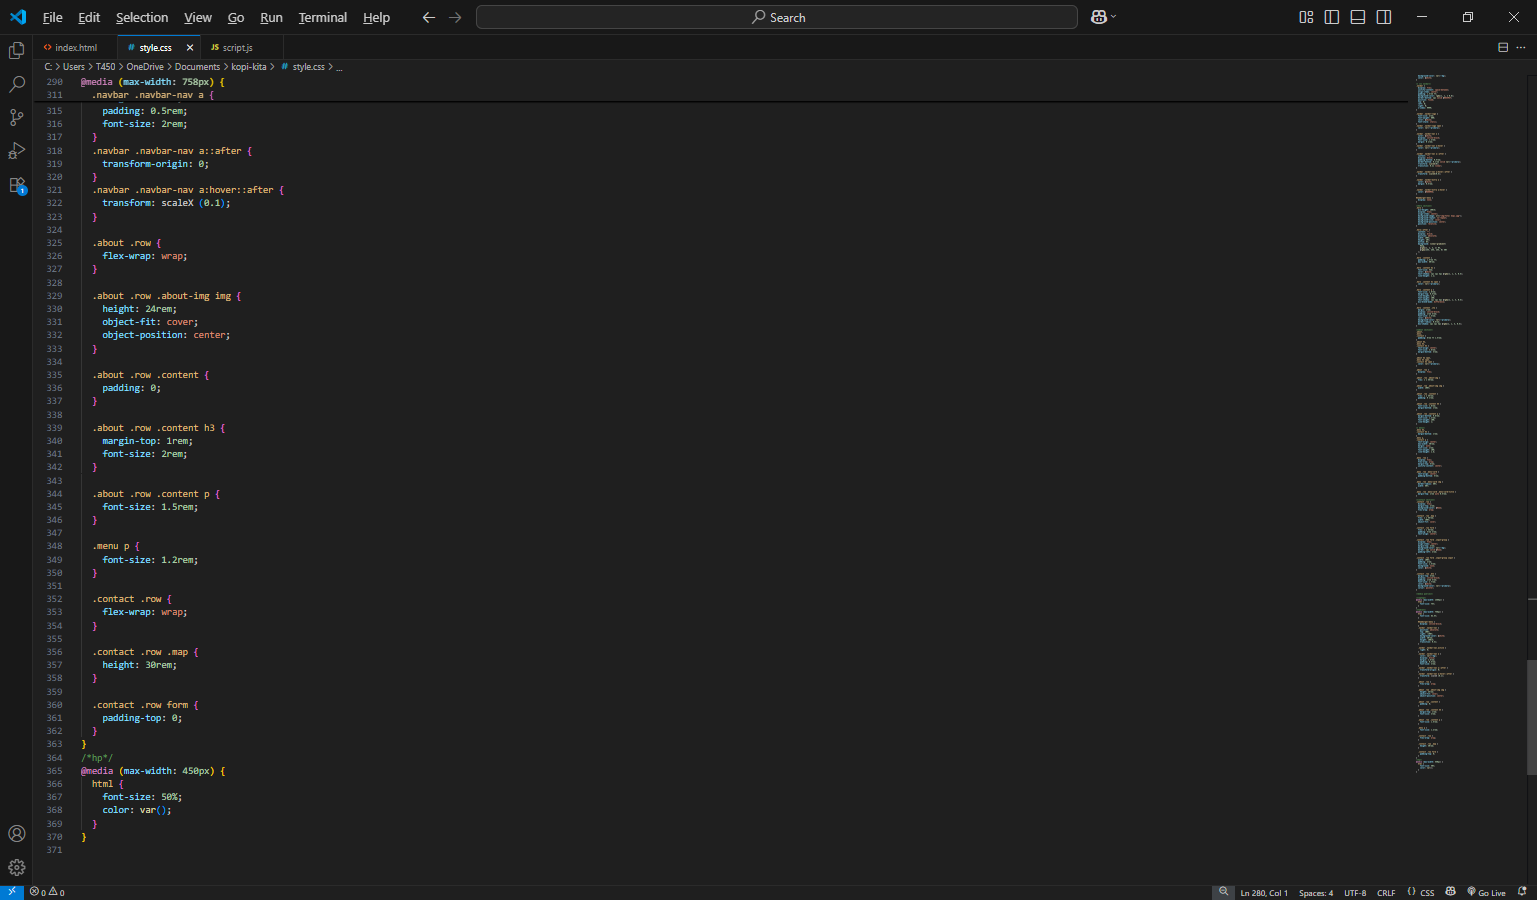 File Edit Selection View Go Run Terminal Help
Search
index.html
# style.css
JS script.js
C: > Users > T450 > OneDrive > Documents > kopi-kita > # style.css > ...
290 @media (max-width: 758px) {
311 .navbar .navbar-nav a {
315 padding: 0.5rem;
316 font-size: 2rem;
317 }
318 .navbar .navbar-nav a::after {
319 transform-origin: 0;
320 }
321 .navbar .navbar-nav a:hover::after {
322 transform: scaleX (0.1);
323 }
324
325 .about .row {
326 flex-wrap: wrap;
327 }
328
329 .about .row .about-img img {
330 height: 24rem;
331 object-fit: cover;
332 object-position: center;
333 }
334
335 .about .row .content {
336 padding: 0;
337 }
338
339 .about .row .content h3 {
340 margin-top: 1rem;
341 font-size: 2rem;
342 }
343
344 .about .row .content p {
345 font-size: 1.5rem;
346 }
347
348 .menu p {
349 font-size: 1.2rem;
350 }
351
352 .contact .row {
353 flex-wrap: wrap;
354 }
355
356 .contact .row .map {
357 height: 30rem;
358 }
359
360 .contact .row form {
361 padding-top: 0;
362 }
363 }
364 /*hp*/
365 @media (max-width: 450px) {
366 html {
367 font-size: 50%;
368 color: var();
369 }
370 }
371
1
0 0
Ln 280, Col 1 Spaces: 4 UTF-8 CRLF {} CSS Go Live